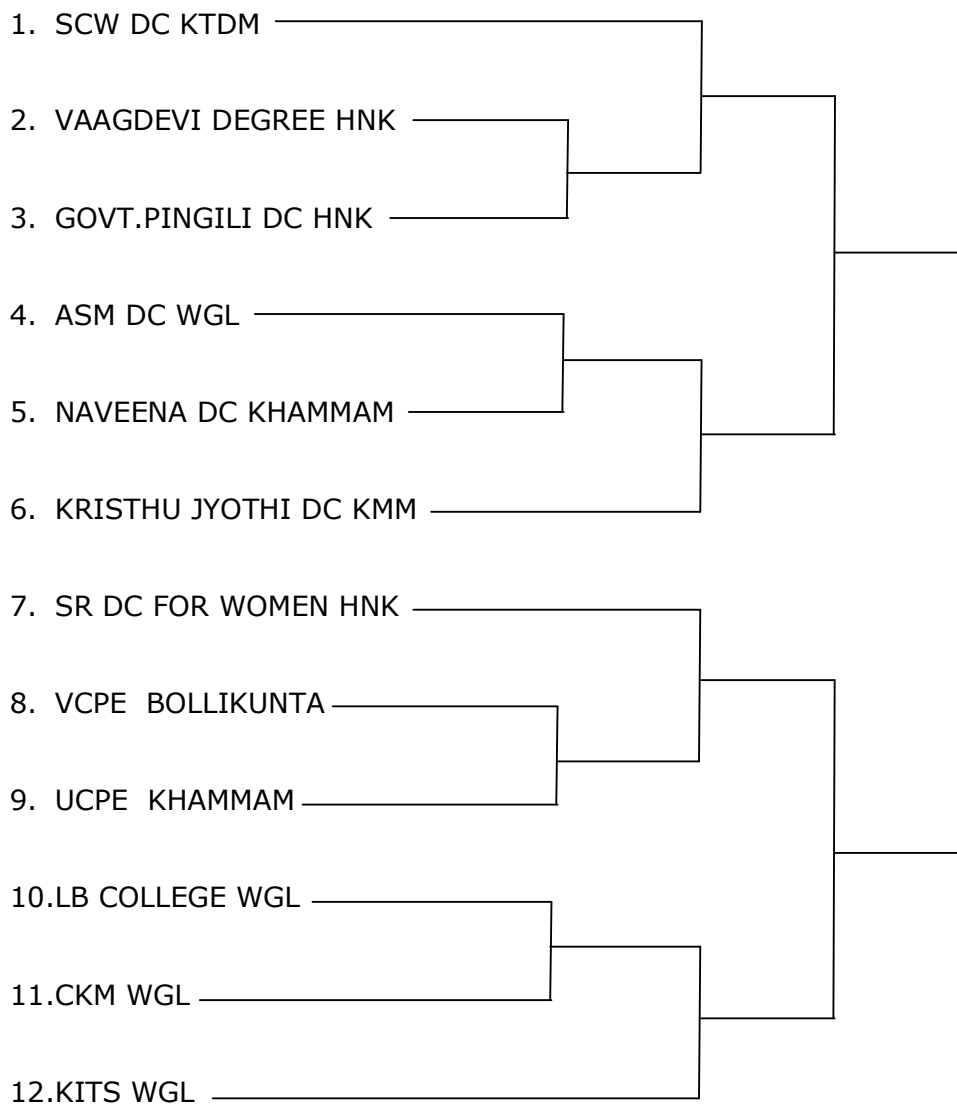 1. SCW DC KTDM
2. VAAGDEVI DEGREE HNK
3. GOVT.PINGILI DC HNK
4. ASM DC WGL
5. NAVEENA DC KHAMMAM
6. KRISTHU JYOTHI DC KMM
7. SR DC FOR WOMEN HNK
8. VCPE  BOLLIKUNTA
9. UCPE  KHAMMAM
10.LB COLLEGE WGL
11.CKM WGL
12.KITS WGL